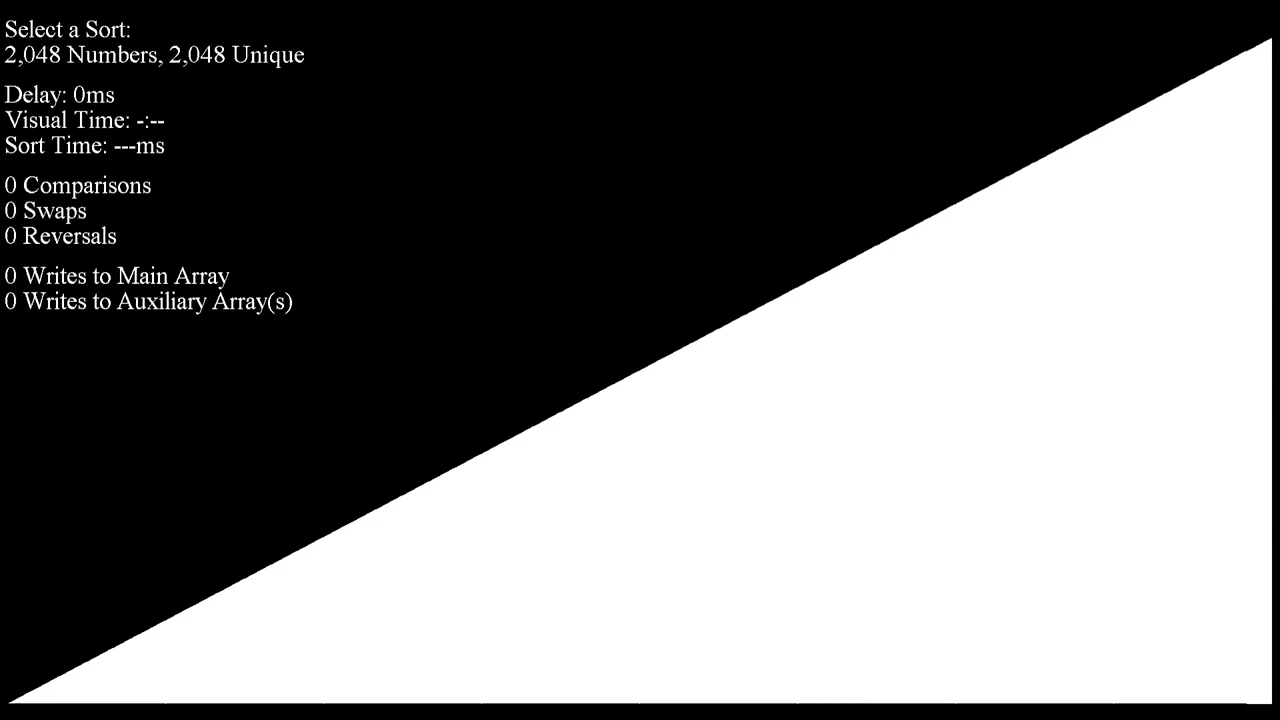 Select a Sort:
2,048 Numbers, 2,048 Unique
Delay: 0ms
Visual Time: -:--
Sort Time: ---ms
0 Comparisons
0 Swaps
0 Reversals
0 Writes to Main Array
0 Writes to Auxiliary Array(s)